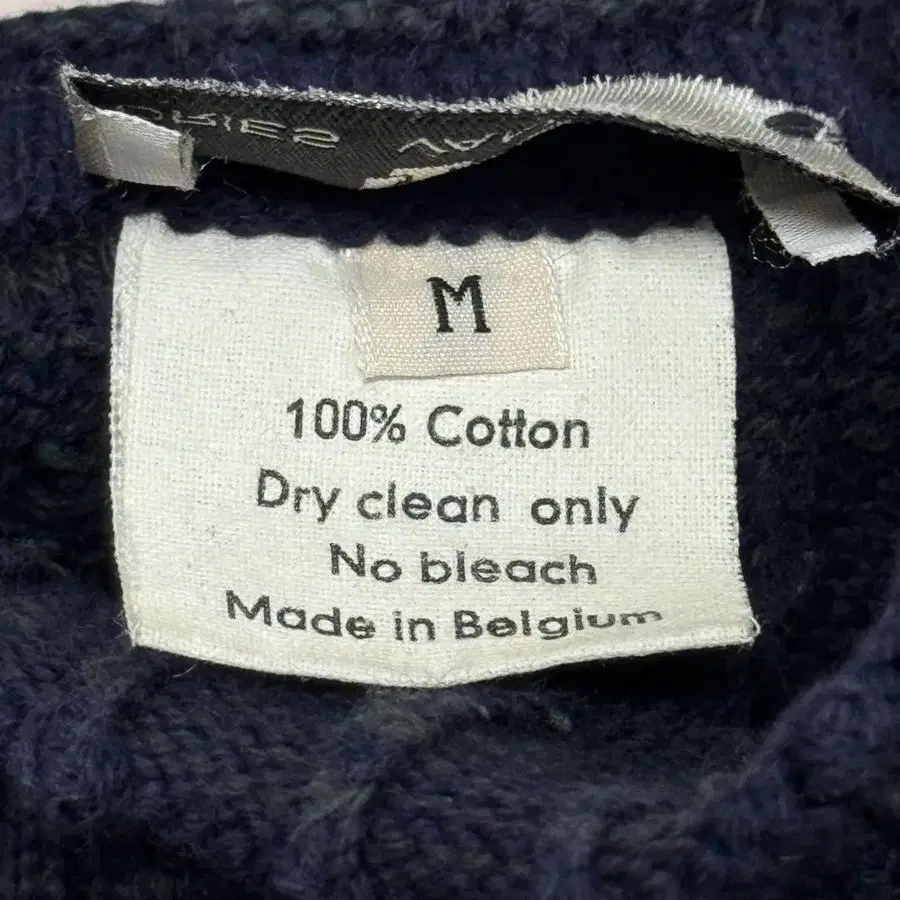 M
100% Cotton
Dry clean only
No bleach
Made in Belgium